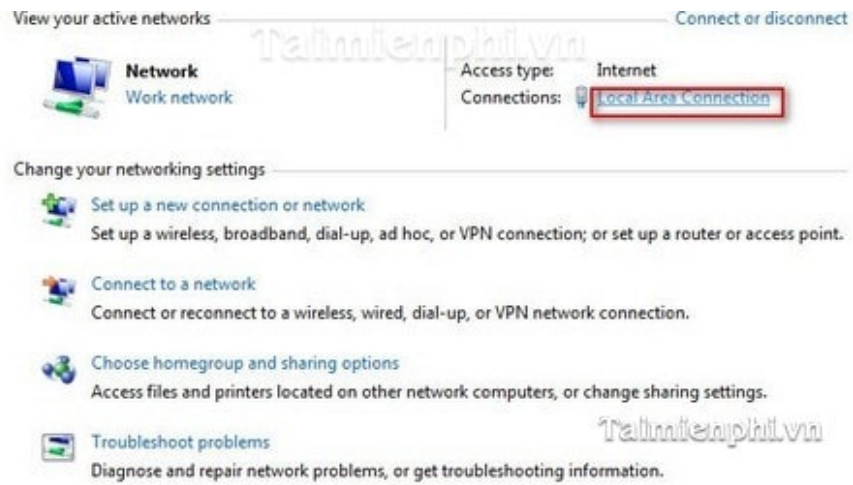 View your active networks
Connect or disconnect
Taimienphi.vn
Network
Work network
Access type: Internet
Connections: Local Area Connection
Change your networking settings
Set up a new connection or network
Set up a wireless, broadband, dial-up, ad hoc, or VPN connection; or set up a router or access point.
Connect to a network
Connect or reconnect to a wireless, wired, dial-up, or VPN network connection.
Choose homegroup and sharing options
Access files and printers located on other network computers, or change sharing settings.
Taimienphi.vn
Troubleshoot problems
Diagnose and repair network problems, or get troubleshooting information.